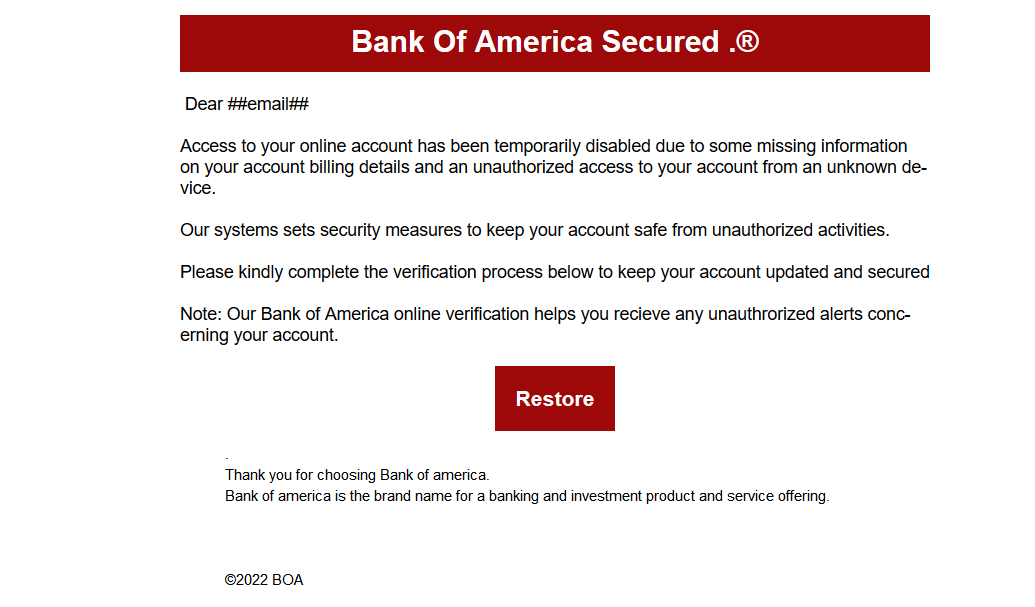 Bank Of America Secured .®
Dear ##email##
Access to your online account has been temporarily disabled due to some missing information
on your account billing details and an unauthorized access to your account from an unknown de-
vice.
Our systems sets security measures to keep your account safe from unauthorized activities.
Please kindly complete the verification process below to keep your account updated and secured
Note: Our Bank of America online verification helps you recieve any unauthrorized alerts conc-
erning your account.
Restore
.
Thank you for choosing Bank of america.
Bank of america is the brand name for a banking and investment product and service offering.
©2022 BOA